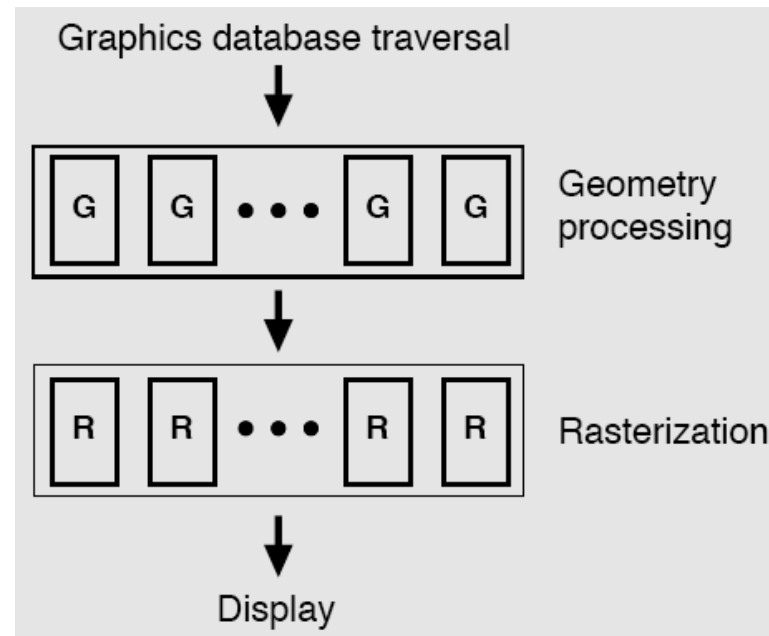 Graphics database traversal
G G ••• G G
Geometry
processing
R R ••• R R
Rasterization
Display